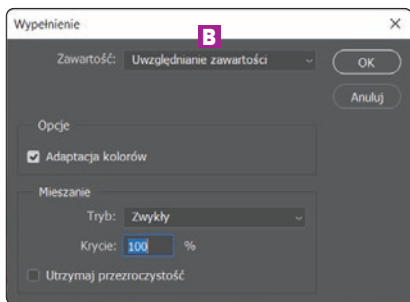 Wypełnienie
B
Zawartość: Uwzględnianie zawartości
OK
Anuluj
Opcje
Adaptacja kolorów
Mieszanie
Tryb: Zwykły
Krycie: 100 %
Utrzymaj przezroczystość